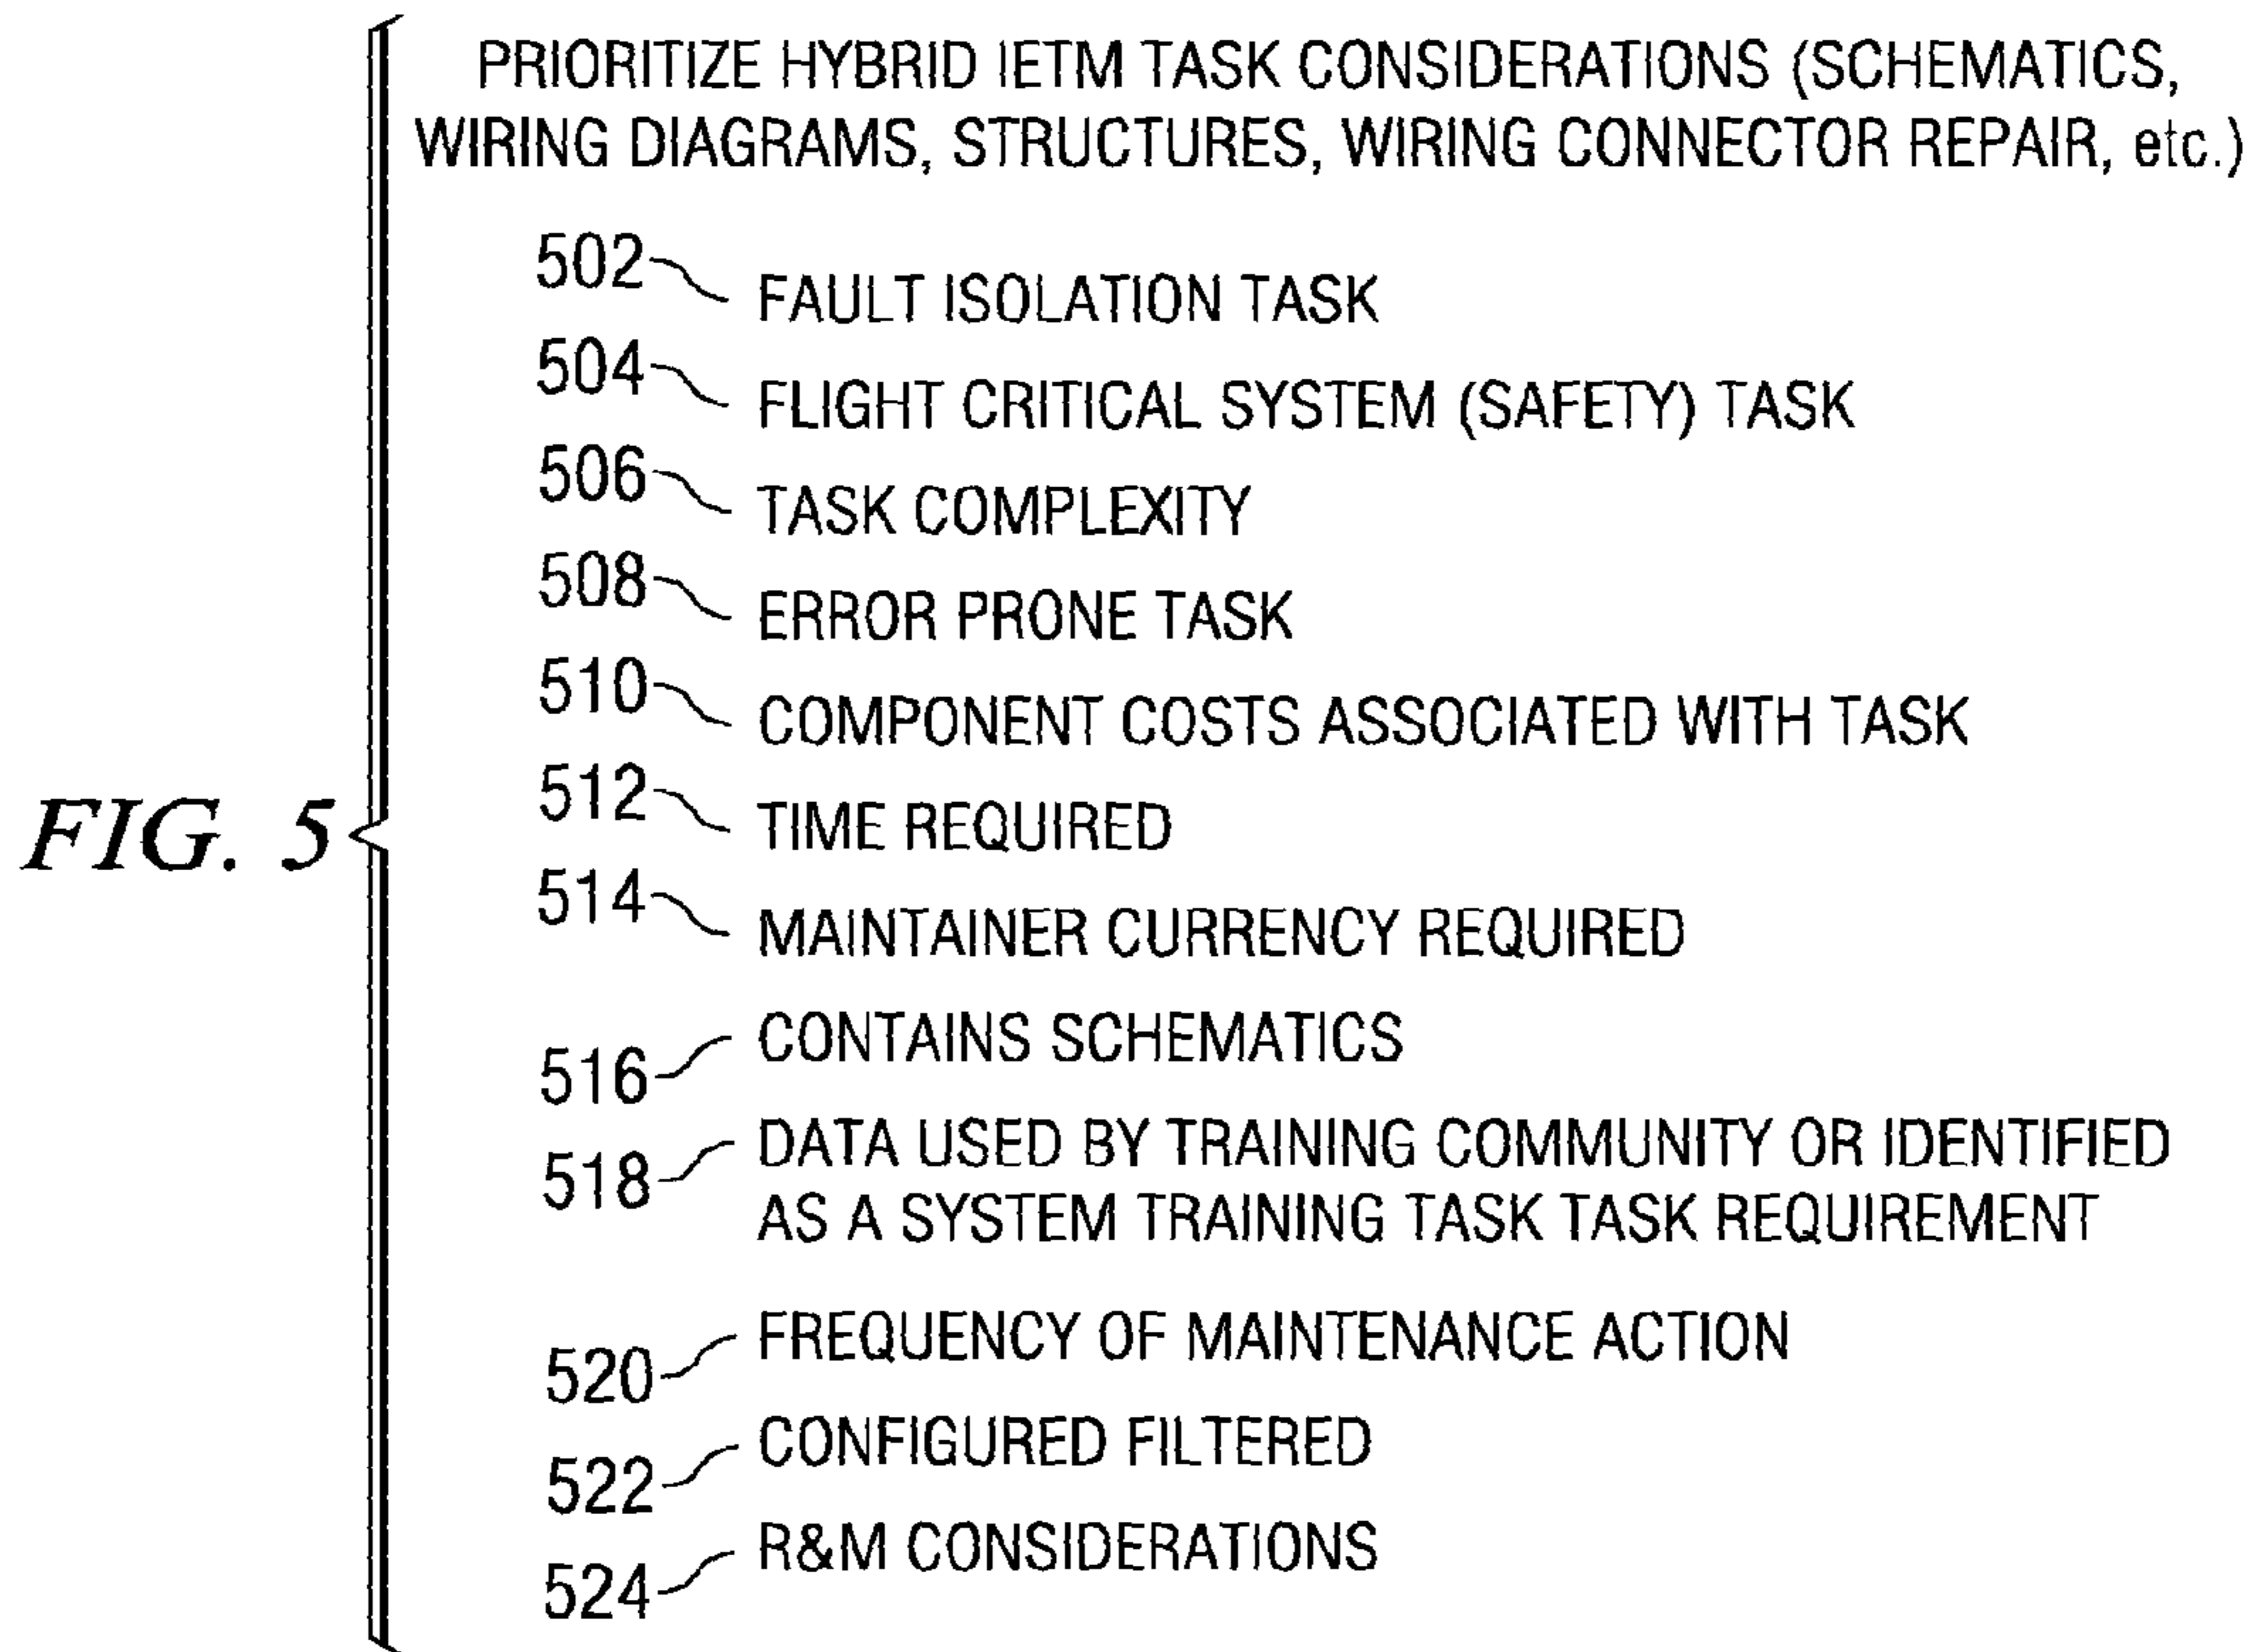 PRIORITIZE HYBRID IETM TASK CONSIDERATIONS (SCHEMATICS,
WIRING DIAGRAMS, STRUCTURES, WIRING CONNECTOR REPAIR, etc.)
502 FAULT ISOLATION TASK
504 FLIGHT CRITICAL SYSTEM (SAFETY) TASK
506 TASK COMPLEXITY
508 ERROR PRONE TASK
510 COMPONENT COSTS ASSOCIATED WITH TASK
512 TIME REQUIRED
FIG. 5
514 MAINTAINER CURRENCY REQUIRED
516 CONTAINS SCHEMATICS
518 DATA USED BY TRAINING COMMUNITY OR IDENTIFIED
AS A SYSTEM TRAINING TASK TASK REQUIREMENT
520 FREQUENCY OF MAINTENANCE ACTION
522 CONFIGURED FILTERED
524 R&M CONSIDERATIONS